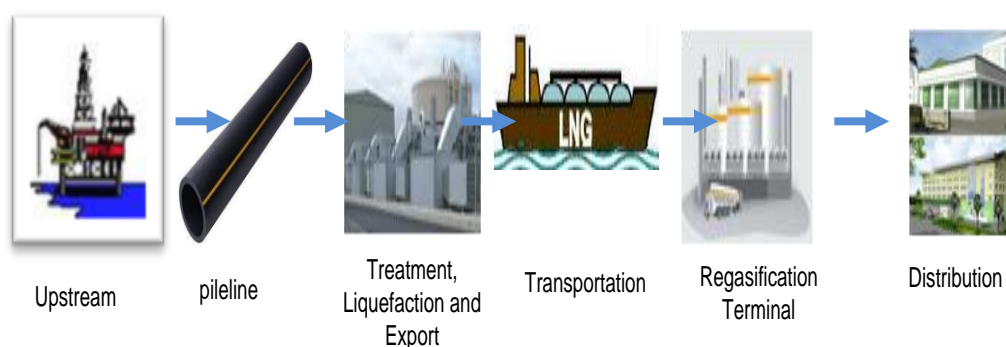 LNG
Upstream
pileline
Treatment,
Liquefaction and
Export
Transportation
Regasification
Terminal
Distribution